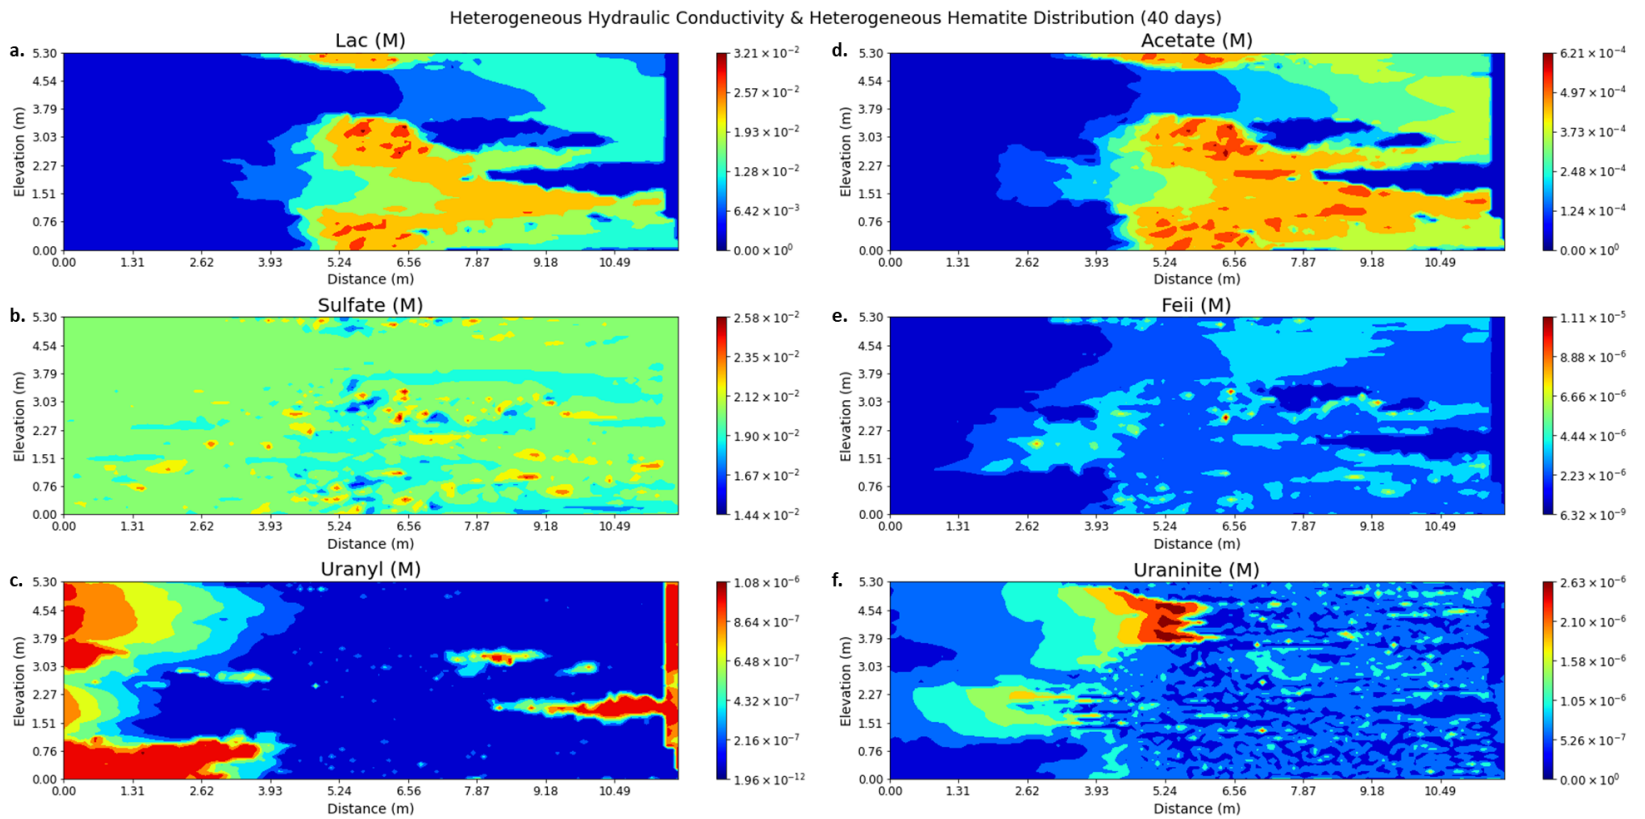 Heterogeneous Hydraulic Conductivity & Heterogeneous Hematite Distribution (40 days)
a.
Lac (M)
5.30
4.54
3.79
3.03
2.27
1.51
0.76
0.00
Elevation (m)
0.00 1.31 2.62 3.93 5.24 6.56 7.87 9.18 10.49
Distance (m)
3.21 × 10⁻²
2.57 × 10⁻²
1.93 × 10⁻²
1.28 × 10⁻²
6.42 × 10⁻³
0.00 × 10⁰
d.
Acetate (M)
5.30
4.54
3.79
3.03
2.27
1.51
0.76
0.00
Elevation (m)
0.00 1.31 2.62 3.93 5.24 6.56 7.87 9.18 10.49
Distance (m)
6.21 × 10⁻⁴
4.97 × 10⁻⁴
3.73 × 10⁻⁴
2.48 × 10⁻⁴
1.24 × 10⁻⁴
0.00 × 10⁰
b.
Sulfate (M)
5.30
4.54
3.79
3.03
2.27
1.51
0.76
0.00
Elevation (m)
0.00 1.31 2.62 3.93 5.24 6.56 7.87 9.18 10.49
Distance (m)
2.58 × 10⁻²
2.35 × 10⁻²
2.12 × 10⁻²
1.90 × 10⁻²
1.67 × 10⁻²
1.44 × 10⁻²
e.
Feii (M)
5.30
4.54
3.79
3.03
2.27
1.51
0.76
0.00
Elevation (m)
0.00 1.31 2.62 3.93 5.24 6.56 7.87 9.18 10.49
Distance (m)
1.11 × 10⁻⁵
8.88 × 10⁻⁶
6.66 × 10⁻⁶
4.44 × 10⁻⁶
2.23 × 10⁻⁶
6.32 × 10⁻⁹
c.
Uranyl (M)
5.30
4.54
3.79
3.03
2.27
1.51
0.76
0.00
Elevation (m)
0.00 1.31 2.62 3.93 5.24 6.56 7.87 9.18 10.49
Distance (m)
1.08 × 10⁻⁶
8.64 × 10⁻⁷
6.48 × 10⁻⁷
4.32 × 10⁻⁷
2.16 × 10⁻⁷
1.96 × 10⁻¹²
f.
Uraninite (M)
5.30
4.54
3.79
3.03
2.27
1.51
0.76
0.00
Elevation (m)
0.00 1.31 2.62 3.93 5.24 6.56 7.87 9.18 10.49
Distance (m)
2.63 × 10⁻⁶
2.10 × 10⁻⁶
1.58 × 10⁻⁶
1.05 × 10⁻⁶
5.26 × 10⁻⁷
0.00 × 10⁰